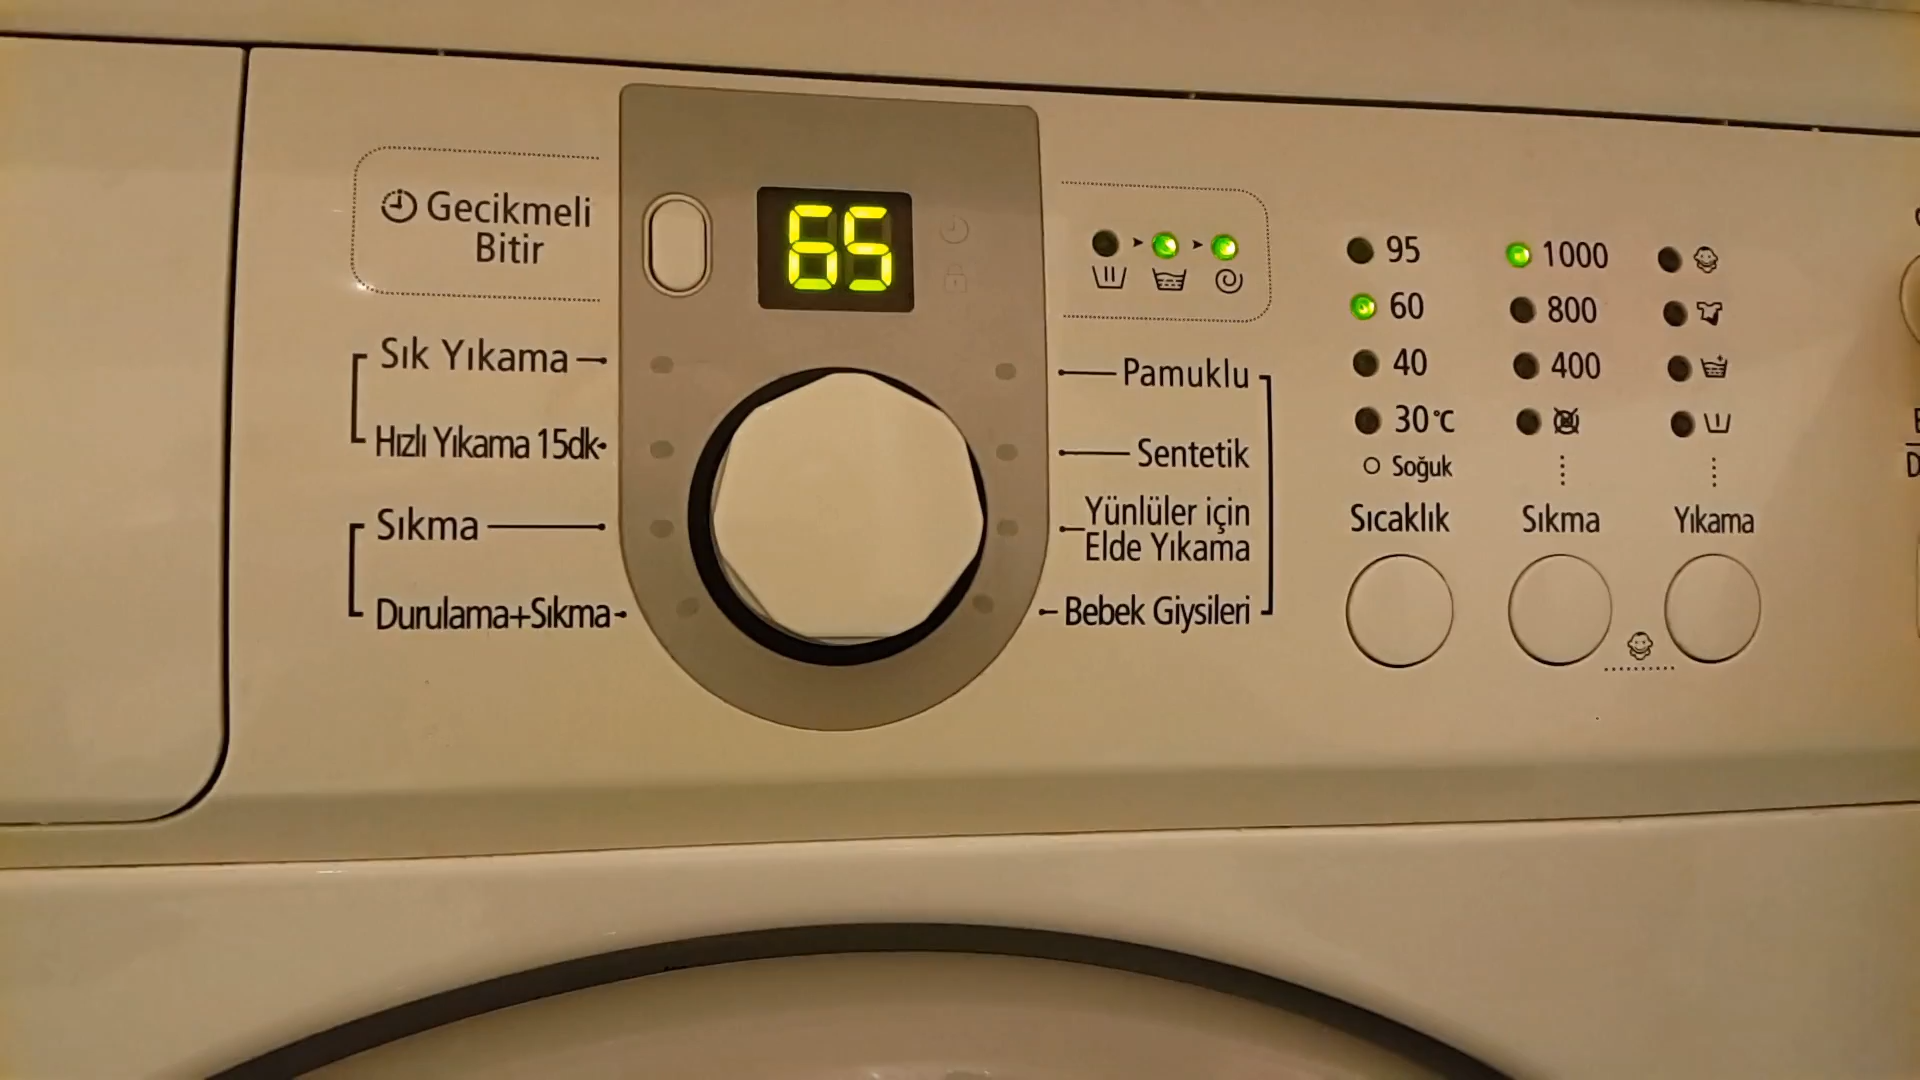 Gecikmeli
Bitir
65
Sık Yıkama
Hızlı Yıkama 15dk
Sıkma
Durulama+Sıkma
Pamuklu
Sentetik
Yünlüler için
Elde Yıkama
Bebek Giysileri
95
60
40
30°C
Soğuk
Sıcaklık
1000
800
400
Sıkma
Yıkama